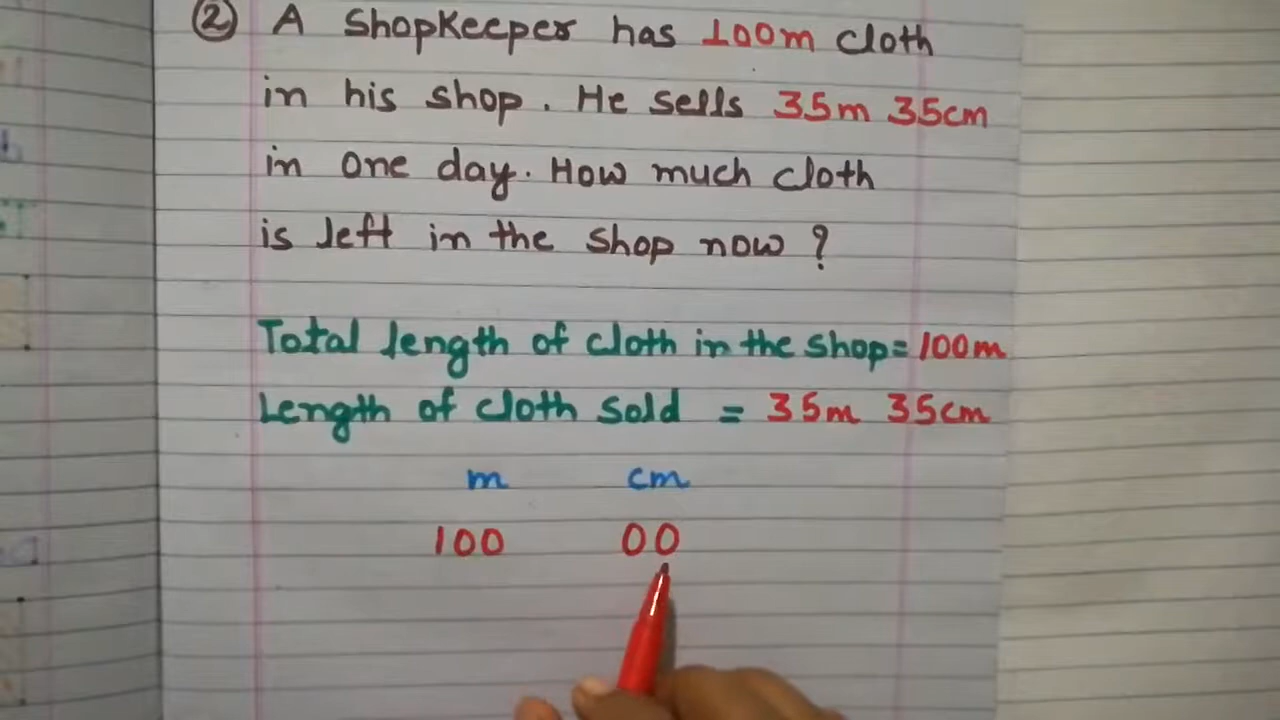 ② A Shopkeeper has 100m cloth
in his shop. He sells 35m 35cm
in one day. How much cloth
is left in the shop now ?
Total length of cloth in the shop = 100m
Length of cloth sold = 35m 35cm
m cm
100 00